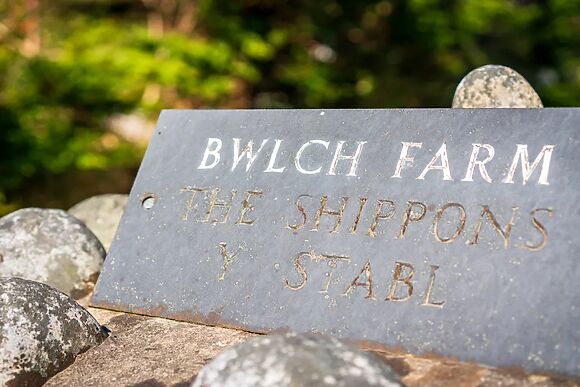 BWLCH FARM
THE SHIPPONS
Y STABL